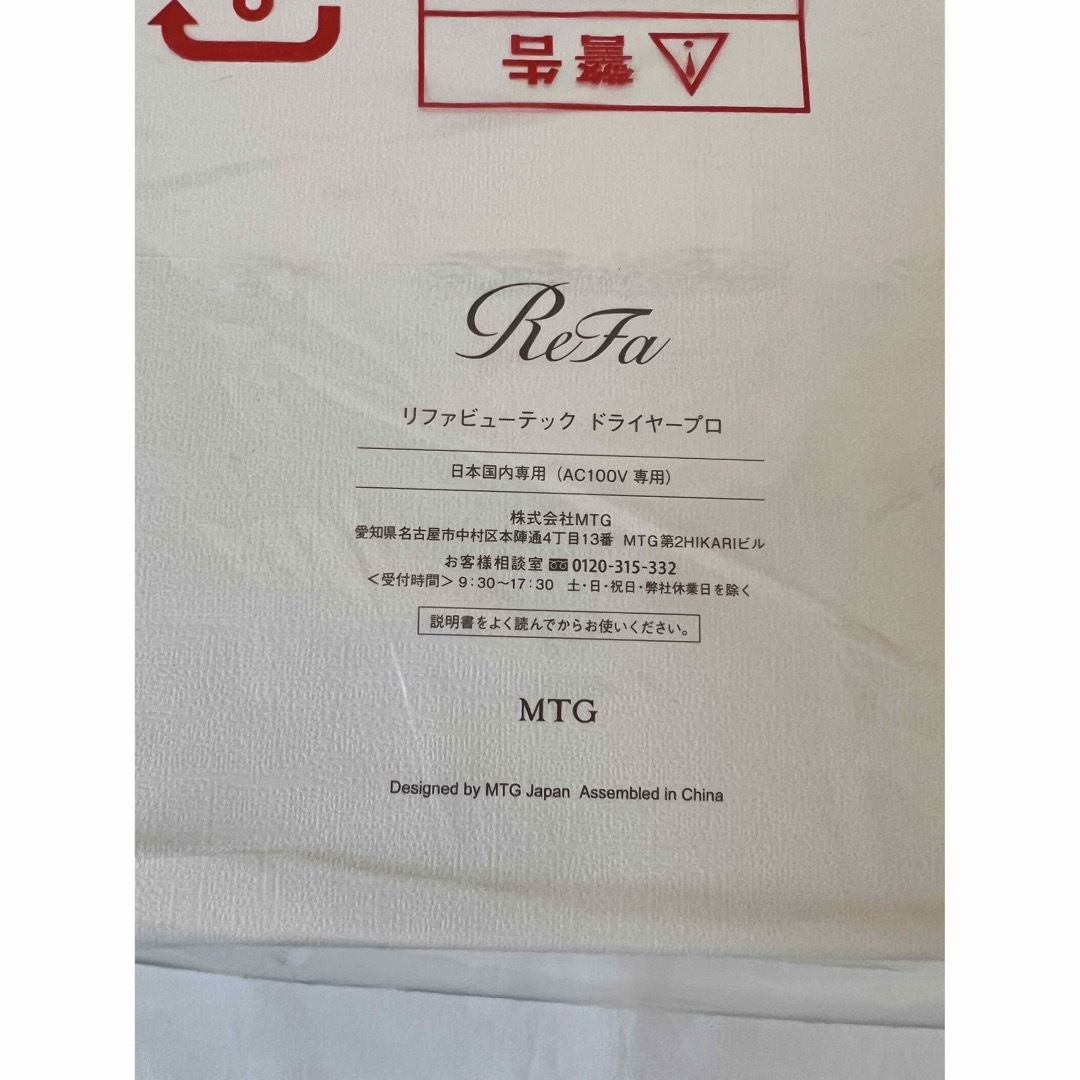 警告
ReFa
リファビューテック ドライヤープロ
日本国内専用（AC100V 専用）
株式会社MTG
愛知県名古屋市中村区本陣通4丁目13番 MTG第2HIKARIビル
お客様相談室 0120-315-332
＜受付時間＞9：30〜17：30 土・日・祝日・弊社休業日を除く
説明書をよく読んでからお使いください。
MTG
Designed by MTG Japan Assembled in China